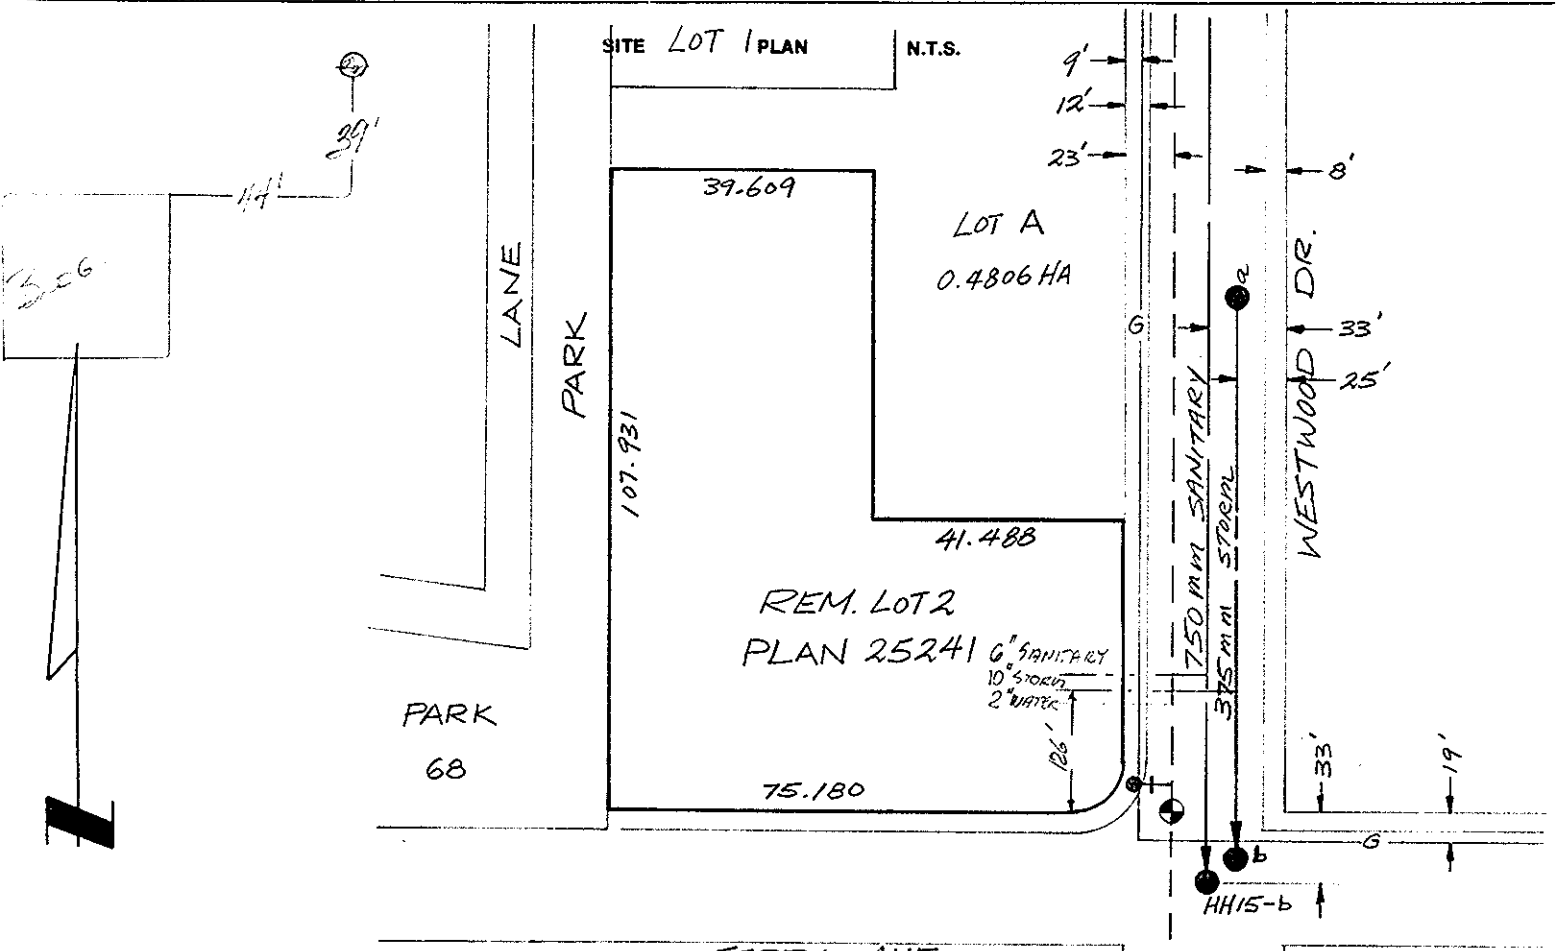 SITE LOT 1 PLAN N.T.S.
39'
44'
9'
12'
23'
8'
39.609
LOT A
0.4806 HA
LANE
PARK
107.931
G
33'
25'
WESTWOOD DR.
750 mm SANITARY
375 mm STORM
a
41.488
REM. LOT 2
PLAN 25241
6" SANITARY
10" STORM
2" WATER
126'
PARK
68
75.180
33'
19'
G
b
HH15-b